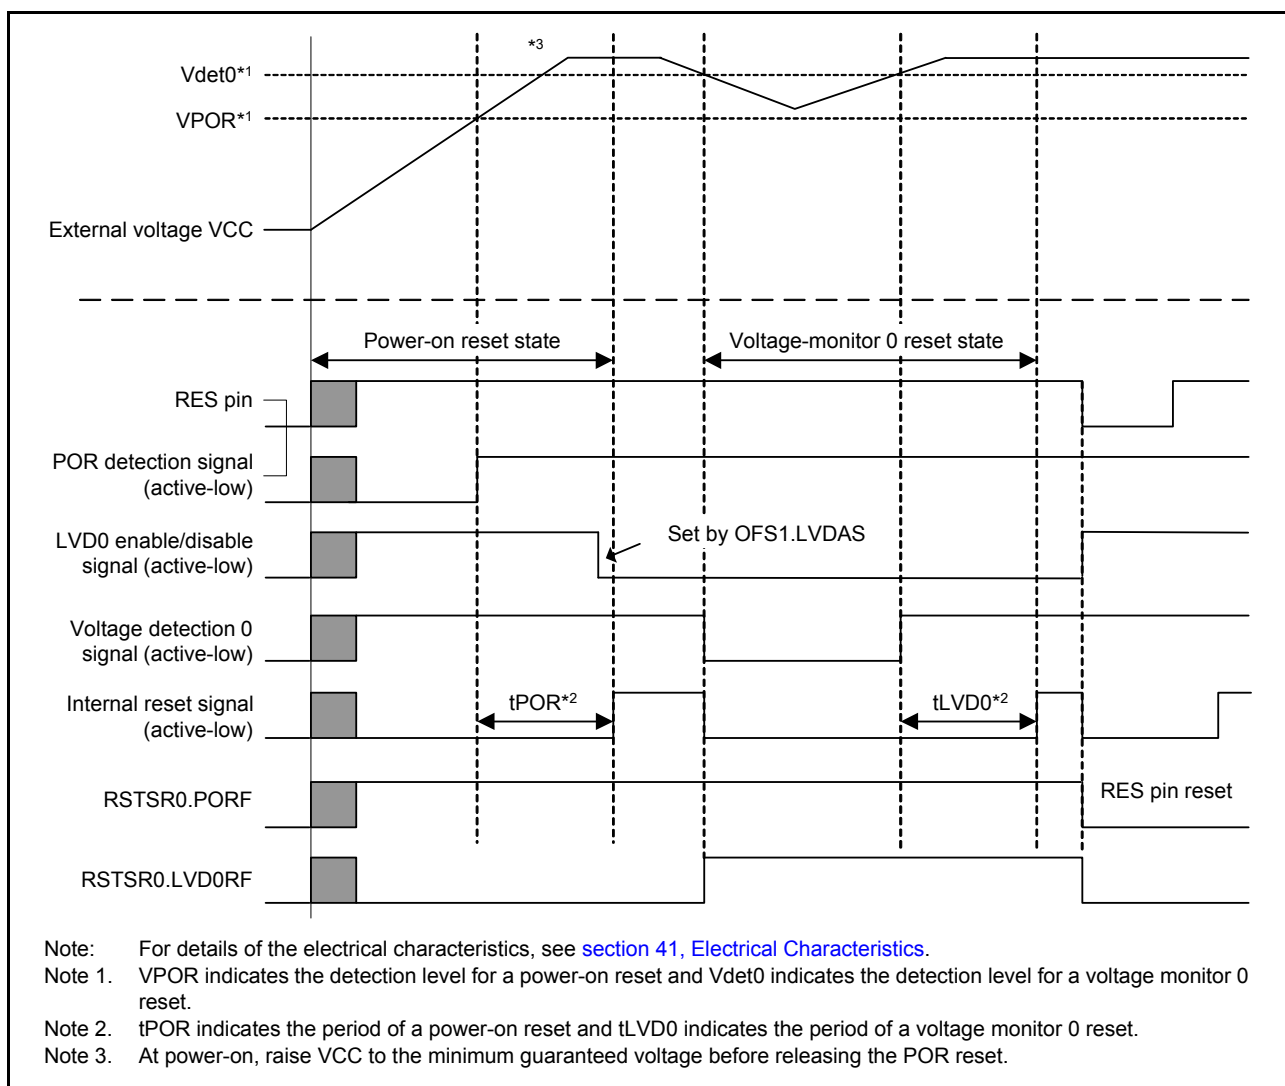 *3
Vdet0*1
VPOR*1
External voltage VCC
Power-on reset state
Voltage-monitor 0 reset state
RES pin
POR detection signal
(active-low)
LVD0 enable/disable
signal (active-low)
Set by OFS1.LVDAS
Voltage detection 0
signal (active-low)
Internal reset signal
(active-low)
tPOR*2
tLVD0*2
RSTSR0.PORF
RES pin reset
RSTSR0.LVD0RF
Note: For details of the electrical characteristics, see section 41, Electrical Characteristics.
Note 1. VPOR indicates the detection level for a power-on reset and Vdet0 indicates the detection level for a voltage monitor 0
reset.
Note 2. tPOR indicates the period of a power-on reset and tLVD0 indicates the period of a voltage monitor 0 reset.
Note 3. At power-on, raise VCC to the minimum guaranteed voltage before releasing the POR reset.